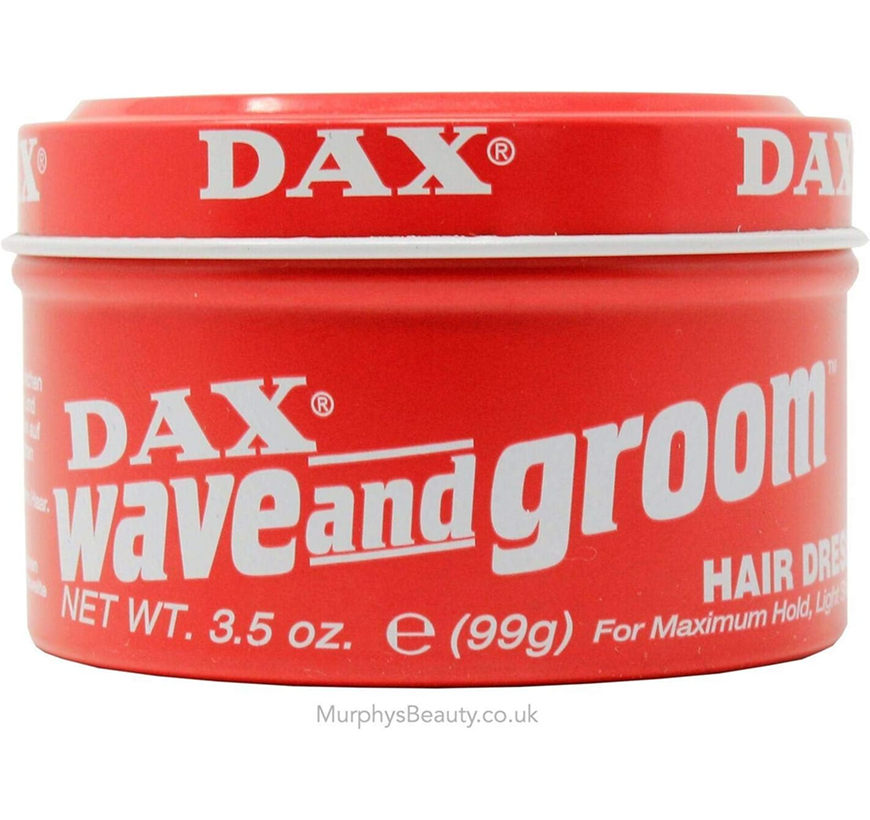 DAX®
DAX
DAX®
wave and groom™
HAIR
NET WT. 3.5 oz. ℮ (99g) For Maximum Hold, Light
MurphysBeauty.co.uk